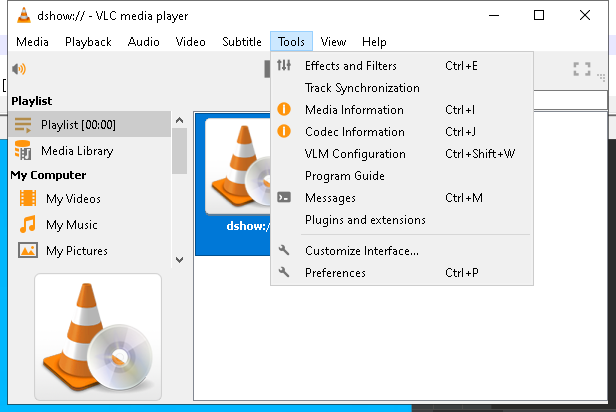 dshow:// - VLC media player
Media Playback Audio Video Subtitle Tools View Help
Effects and Filters Ctrl+E
Track Synchronization
Media Information Ctrl+I
Codec Information Ctrl+J
VLM Configuration Ctrl+Shift+W
Program Guide
Messages Ctrl+M
Plugins and extensions
Customize Interface...
Preferences Ctrl+P
Playlist
Playlist [00:00]
Media Library
My Computer
My Videos
My Music
My Pictures
dshow:/